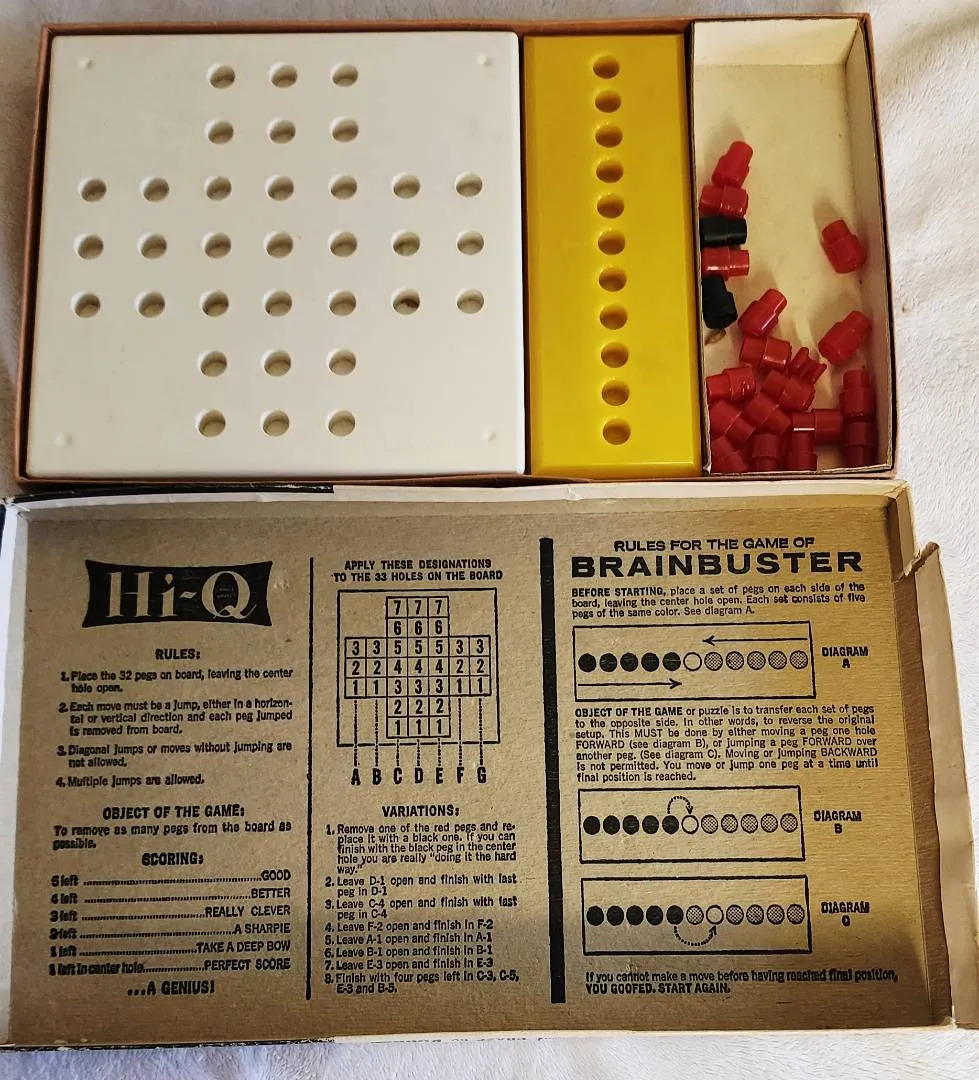 Hi-Q
RULES:
1. Place the 32 pegs on board, leaving the center
hole open.
2. Each move must be a jump, either in a horizon-
tal or vertical direction and each peg jumped
is removed from board.
3. Diagonal jumps or moves without jumping are
not allowed.
4. Multiple jumps are allowed.
OBJECT OF THE GAME:
To remove as many pegs from the board as
possible.
SCORING:
5 left ........GOOD
4 left ........BETTER
3 left ........REALLY CLEVER
2 left ........A SHARPIE
1 left ........TAKE A DEEP BOW
1 left in center hole........PERFECT SCORE
...A GENIUS!
APPLY THESE DESIGNATIONS
TO THE 33 HOLES ON THE BOARD
7 7 7
6 6 6
3 3 5 5 5 3 3
2 2 4 4 4 2 2
1 1 3 3 3 1 1
2 2 2
1 1 1
A B C D E F G
VARIATIONS:
1. Remove one of the red pegs and re-
place it with a black one. If you can
finish with the black peg in the center
hole you are really "doing it the hard
way."
2. Leave D-1 open and finish with last
peg in D-1
3. Leave C-4 open and finish with last
peg in C-4
4. Leave F-2 open and finish in F-2
5. Leave A-1 open and finish in A-1
6. Leave B-1 open and finish in B-1
7. Leave E-3 open and finish in E-3
8. Finish with four pegs left in C-3, C-5,
E-3 and B-5.
RULES FOR THE GAME OF
BRAINBUSTER
BEFORE STARTING, place a set of pegs on each side of the
board, leaving the center hole open. Each set consists of five
pegs of the same color. See diagram A.
DIAGRAM
A
OBJECT OF THE GAME or puzzle is to transfer each set of pegs
to the opposite side. In other words, to reverse the original
setup. This MUST be done by either moving a peg one hole
FORWARD (see diagram B), or jumping a peg FORWARD over
another peg. (See diagram C). Moving or jumping BACKWARD
is not permitted. You move or jump one peg at a time until
final position is reached.
DIAGRAM
B
DIAGRAM
C
If you cannot make a move before having reached final position,
YOU GOOFED. START AGAIN.